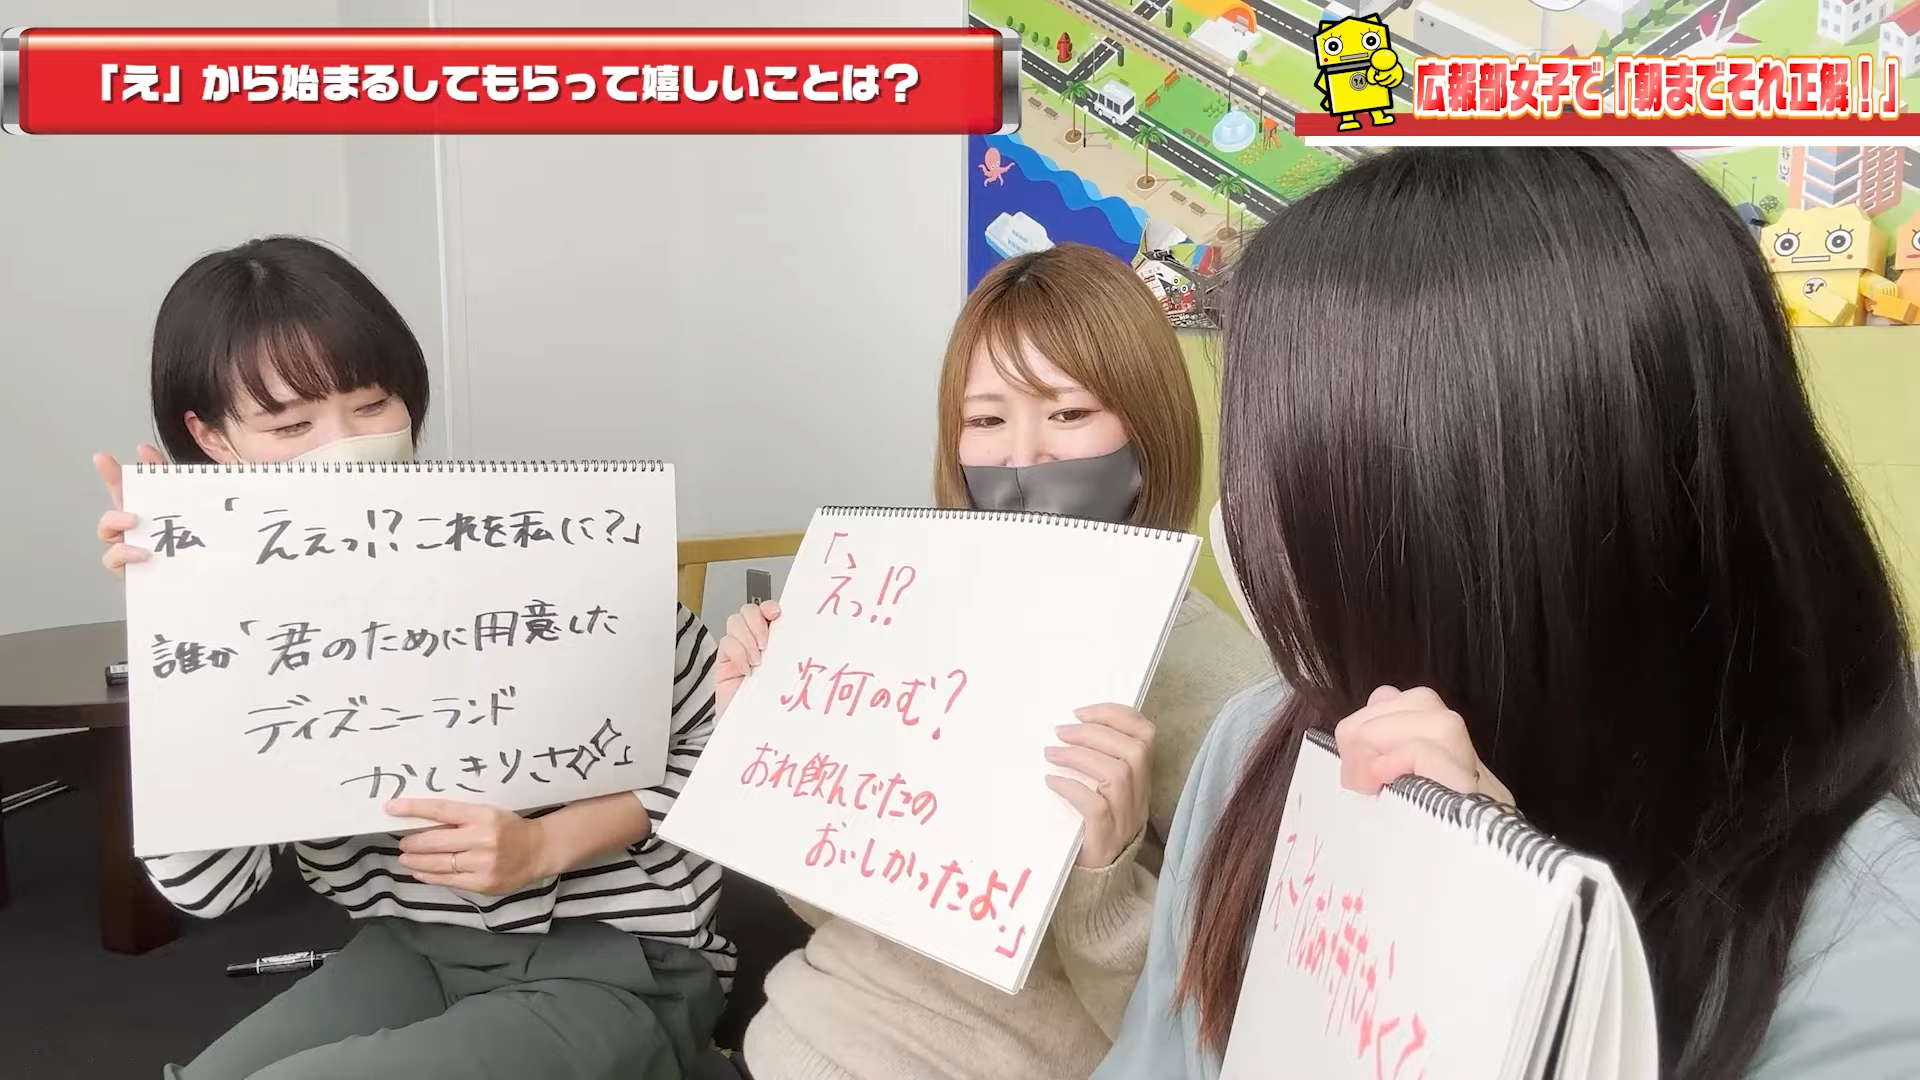 「え」から始まるしてもらって嬉しいことは？
広報部女子で「朝までそれ正解！」
私「ええっ!?これを私に？」
誰か「君のために用意した
ディズニーランド
かしきりさ」
「えっ!?
次何のむ？
おれ飲んでたの
おいしかったよ！」